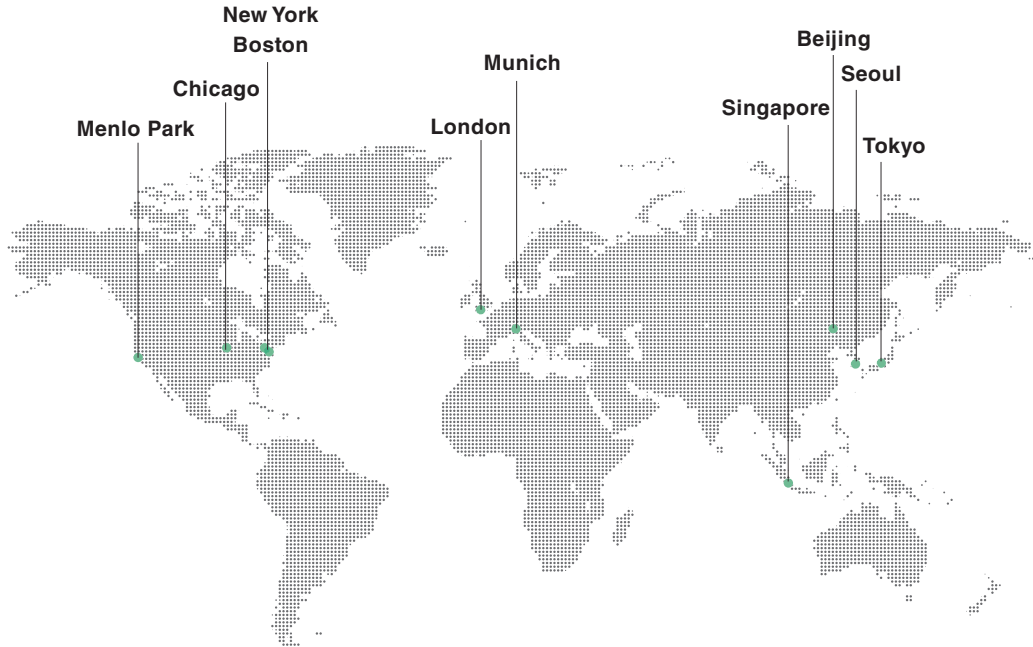 New York
Boston
Chicago
Menlo Park
London
Munich
Singapore
Beijing
Seoul
Tokyo